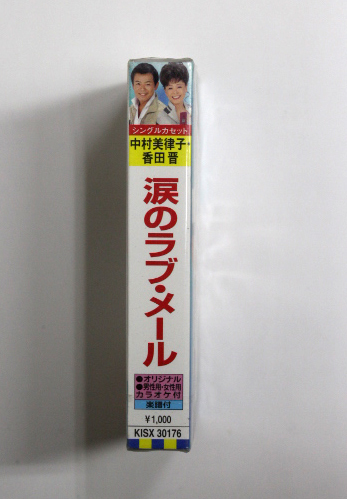 シングルカセット
中村美律子・
香田 晋
涙のラブ・メール
●オリジナル
●男性用・女性用
カラオケ付
楽譜付
¥1,000
KISX 30176